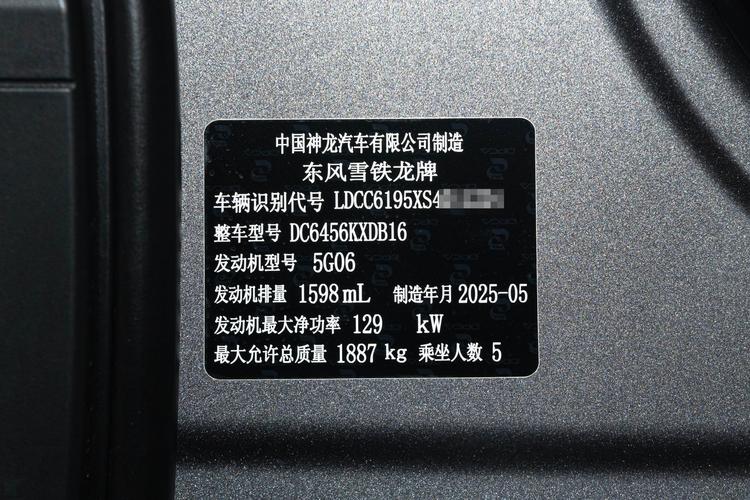 中国神龙汽车有限公司制造
东风雪铁龙牌
车辆识别代号 LDCC6195XS4
整车型号 DC6456KXDB16
发动机型号 5G06
发动机排量 1598mL 制造年月 2025-05
发动机最大净功率 129 kW
最大允许总质量 1887 kg 乘坐人数 5